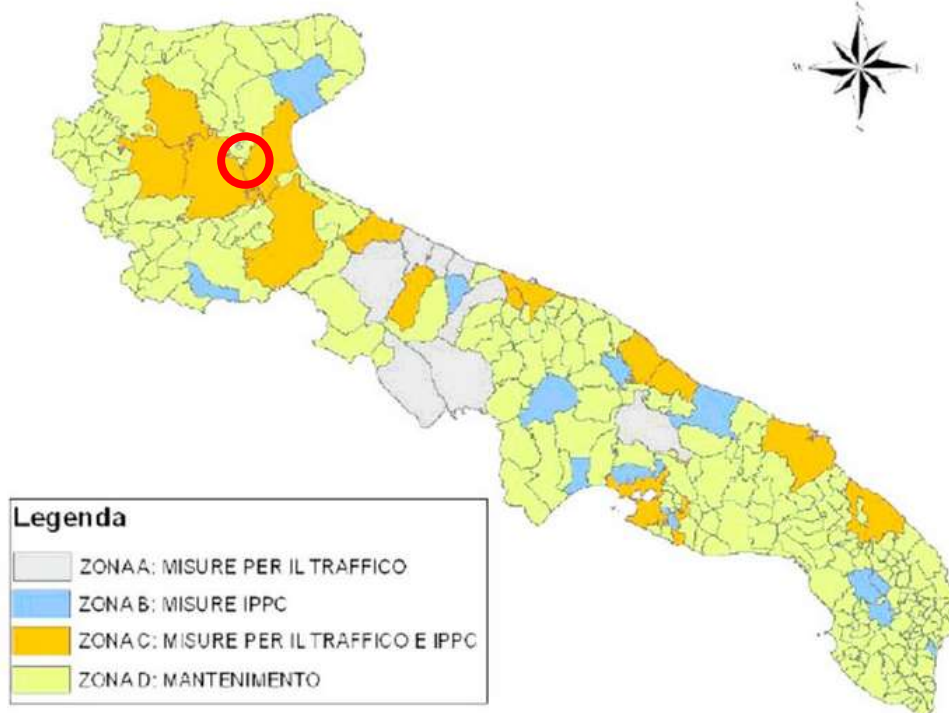 W
E
Legenda
ZONA A: MISURE PER IL TRAFFICO
ZONA B: MISURE IPPC
ZONA C: MISURE PER IL TRAFFICO E IPPC
ZONA D: MANTENIMENTO